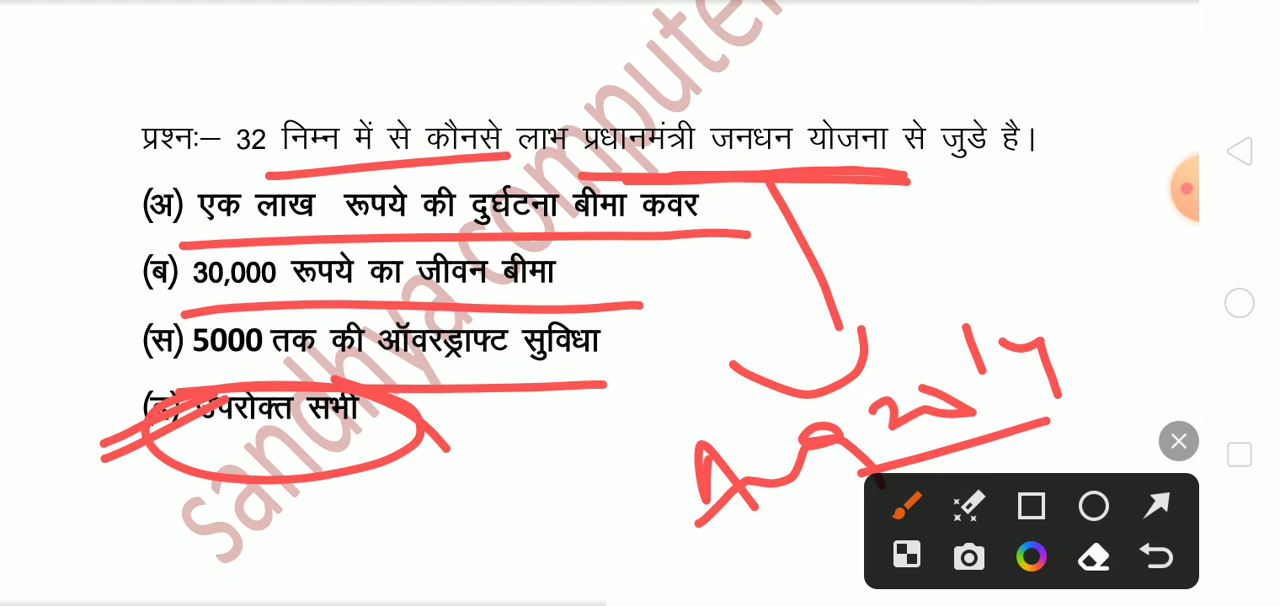 प्रश्नः– 32 निम्न में से कौनसे लाभ प्रधानमंत्री जनधन योजना से जुडे है।
(अ) एक लाख रूपये की दुर्घटना बीमा कवर
(ब) 30,000 रूपये का जीवन बीमा
(स) 5000 तक की ऑवरड्राफ्ट सुविधा
(द) उपरोक्त सभी
Sandhya computer